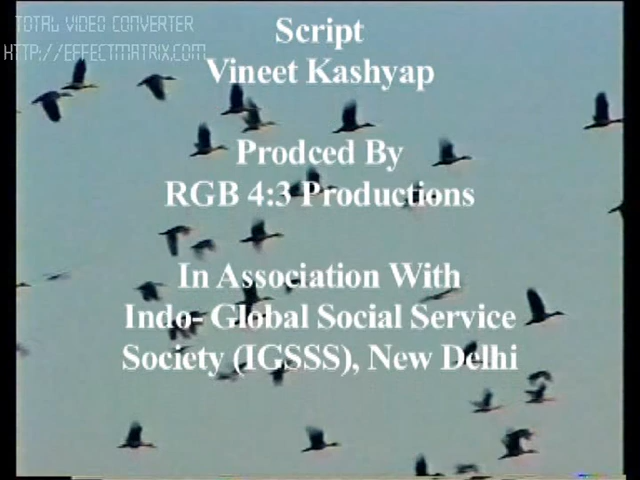 TOTAL VIDEO CONVERTER
HTTP://EFFECTMATRIX.COM
Script
Vineet Kashyap
Prodced By
RGB 4:3 Productions
In Association With
Indo- Global Social Service
Society (IGSSS), New Delhi